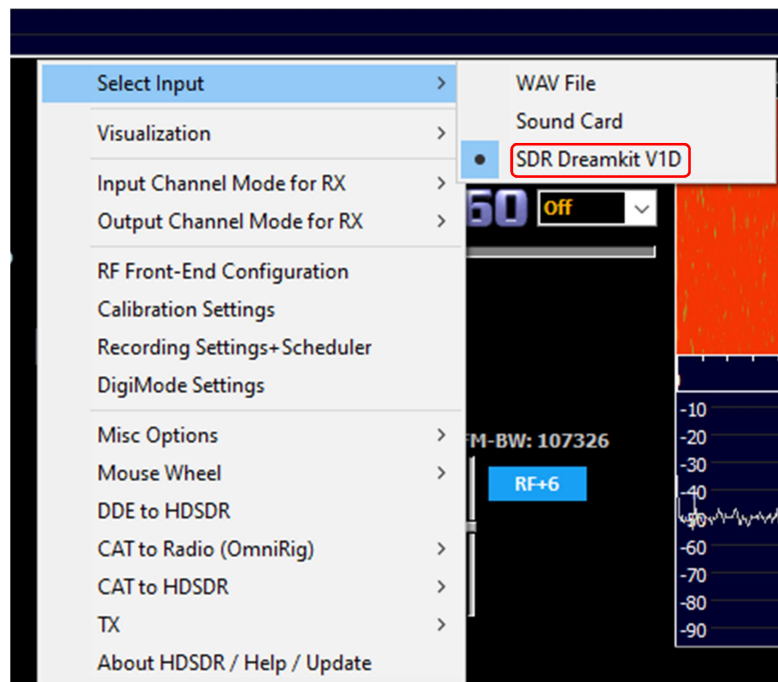 Select Input
WAV File
Sound Card
SDR Dreamkit V1D
Visualization
Input Channel Mode for RX
Output Channel Mode for RX
60
Off
RF Front-End Configuration
Calibration Settings
Recording Settings+Scheduler
DigiMode Settings
Misc Options
FM-BW: 107326
Mouse Wheel
RF+6
DDE to HDSDR
CAT to Radio (OmniRig)
CAT to HDSDR
TX
About HDSDR / Help / Update
-10
-20
-30
-40
-50
-60
-70
-80
-90